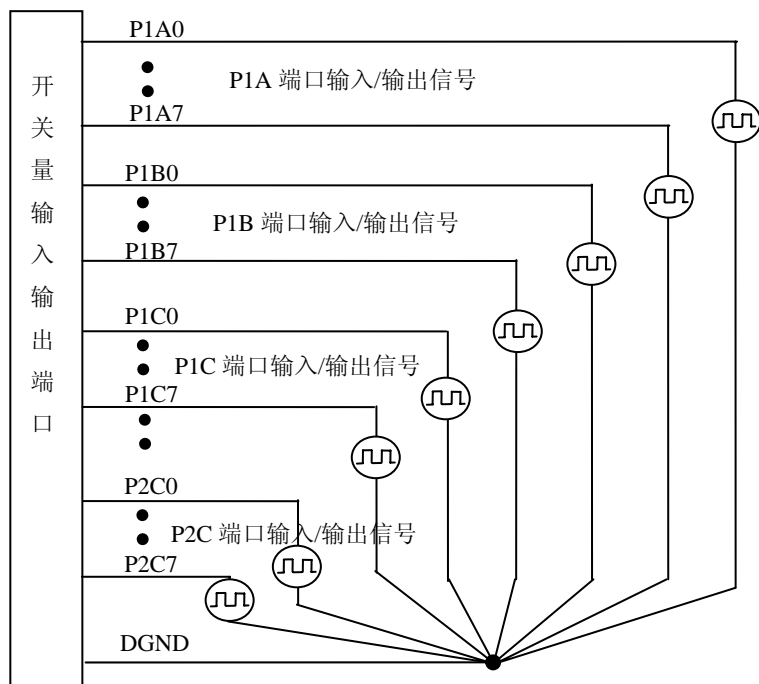 开关量输入输出端口
P1A0
P1A 端口输入/输出信号
P1A7
P1B0
P1B 端口输入/输出信号
P1B7
P1C0
P1C 端口输入/输出信号
P1C7
P2C0
P2C 端口输入/输出信号
P2C7
DGND